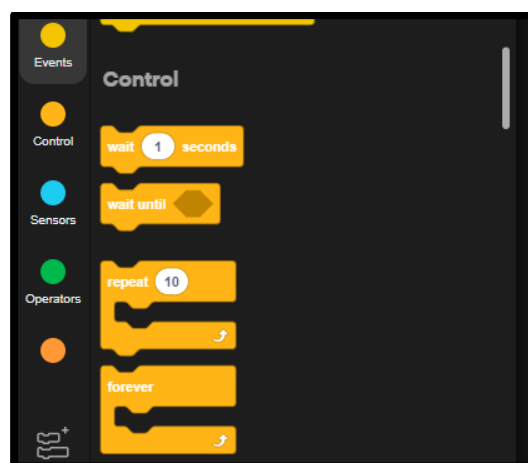 Events
Control
Control
wait 1 seconds
Sensors
wait until
Operators
repeat 10
forever